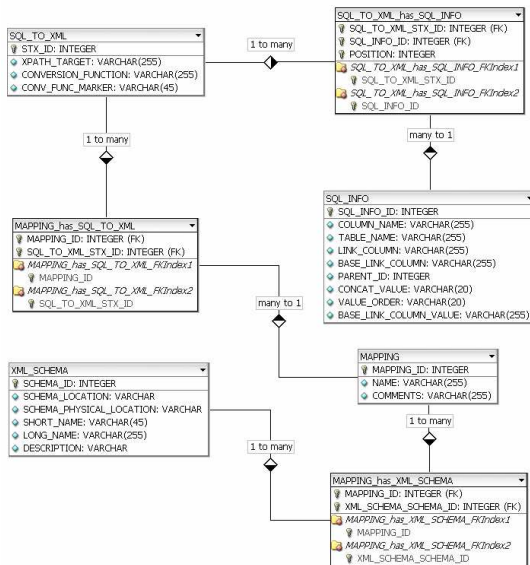 SQL_TO_XML
STX_ID: INTEGER
XPATH_TARGET: VARCHAR(255)
CONVERSION_FUNCTION: VARCHAR(255)
CONV_FUNC_MARKER: VARCHAR(45)
1 to many
SQL_TO_XML_has_SQL_INFO
SQL_TO_XML_STX_ID: INTEGER (FK)
SQL_INFO_ID: INTEGER (FK)
POSITION: INTEGER
SQL_TO_XML_has_SQL_INFO_FKIndex1
SQL_TO_XML_STX_ID
SQL_TO_XML_has_SQL_INFO_FKIndex2
SQL_INFO_ID
1 to many
many to 1
SQL_INFO
SQL_INFO_ID: INTEGER
COLUMN_NAME: VARCHAR(255)
TABLE_NAME: VARCHAR(255)
LINK_COLUMN: VARCHAR(255)
BASE_LINK_COLUMN: VARCHAR(255)
PARENT_ID: INTEGER
CONCAT_VALUE: VARCHAR(20)
VALUE_ORDER: VARCHAR(20)
BASE_LINK_COLUMN_VALUE: VARCHAR(255)
MAPPING_has_SQL_TO_XML
MAPPING_ID: INTEGER (FK)
SQL_TO_XML_STX_ID: INTEGER (FK)
MAPPING_has_SQL_TO_XML_FKIndex1
MAPPING_ID
MAPPING_has_SQL_TO_XML_FKIndex2
SQL_TO_XML_STX_ID
many to 1
MAPPING
MAPPING_ID: INTEGER
NAME: VARCHAR(255)
COMMENTS: VARCHAR(255)
XML_SCHEMA
SCHEMA_ID: INTEGER
SCHEMA_LOCATION: VARCHAR
SCHEMA_PHYSICAL_LOCATION: VARCHAR
SHORT_NAME: VARCHAR(45)
LONG_NAME: VARCHAR(255)
DESCRIPTION: VARCHAR
1 to many
1 to many
MAPPING_has_XML_SCHEMA
MAPPING_ID: INTEGER (FK)
XML_SCHEMA_SCHEMA_ID: INTEGER (FK)
MAPPING_has_XML_SCHEMA_FKIndex1
MAPPING_ID
MAPPING_has_XML_SCHEMA_FKIndex2
XML_SCHEMA_SCHEMA_ID